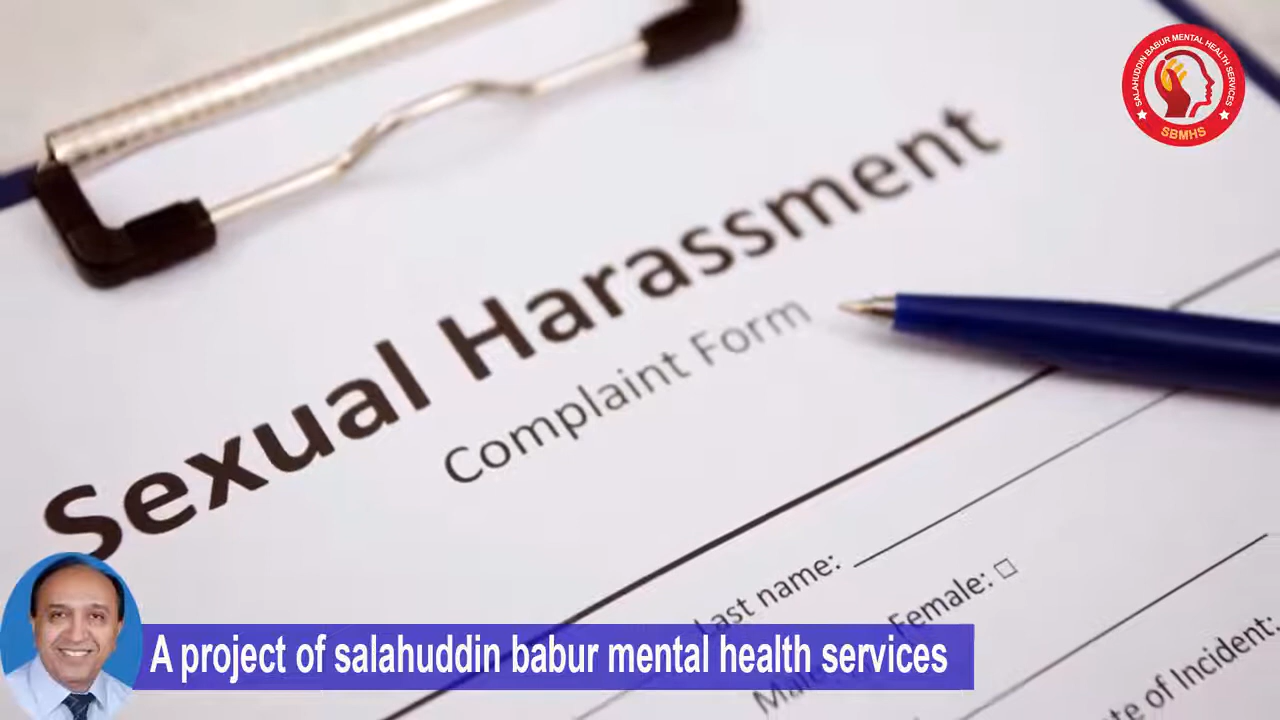 SALAHUDDIN BABUR MENTAL HEALTH SERVICES
SBMHS
Sexual Harassment
Complaint Form
Last name:
Female: □
of Incident:
A project of salahuddin babur mental health services